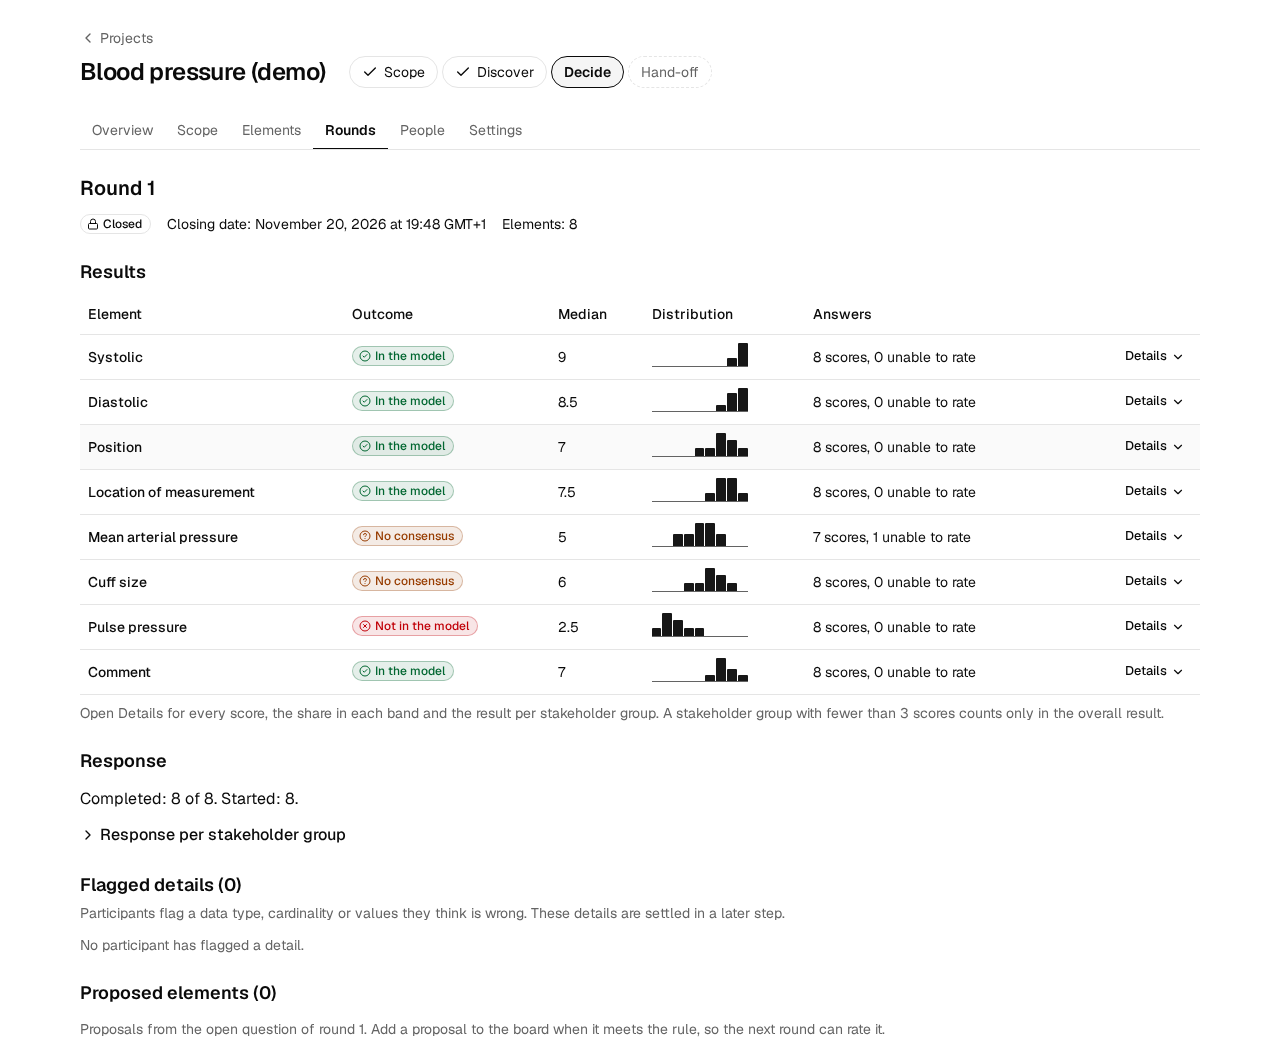 Projects
Blood pressure (demo)
Scope
Discover
Decide
Hand-off
Overview
Scope
Elements
Rounds
People
Settings
Round 1
Closed
Closing date: November 20, 2026 at 19:48 GMT+1
Elements: 8
Results
Element Outcome Median Distribution Answers
Systolic In the model 9 8 scores, 0 unable to rate Details
Diastolic In the model 8.5 8 scores, 0 unable to rate Details
Position In the model 7 8 scores, 0 unable to rate Details
Location of measurement In the model 7.5 8 scores, 0 unable to rate Details
Mean arterial pressure No consensus 5 7 scores, 1 unable to rate Details
Cuff size No consensus 6 8 scores, 0 unable to rate Details
Pulse pressure Not in the model 2.5 8 scores, 0 unable to rate Details
Comment In the model 7 8 scores, 0 unable to rate Details
Open Details for every score, the share in each band and the result per stakeholder group. A stakeholder group with fewer than 3 scores counts only in the overall result.
Response
Completed: 8 of 8. Started: 8.
Response per stakeholder group
Flagged details (0)
Participants flag a data type, cardinality or values they think is wrong. These details are settled in a later step.
No participant has flagged a detail.
Proposed elements (0)
Proposals from the open question of round 1. Add a proposal to the board when it meets the rule, so the next round can rate it.